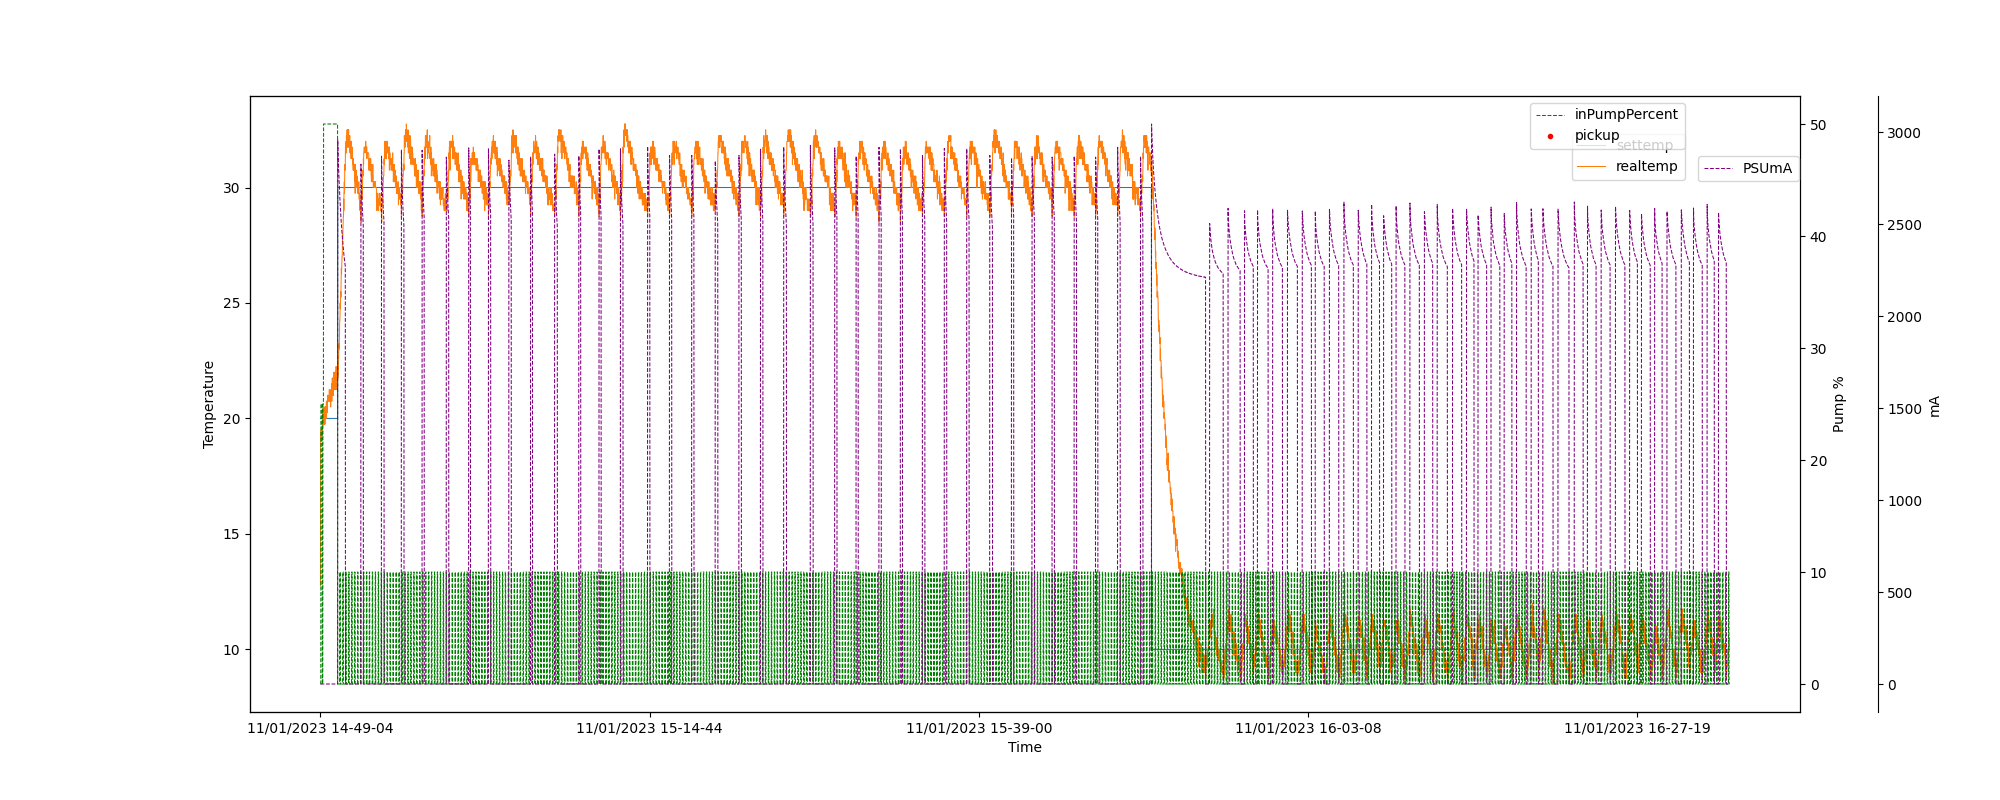 inPumpPercent
pickup
settemp
realtemp
PSUmA
30
25
20
15
10
Temperature
50
40
30
20
10
0
Pump %
3000
2500
2000
1500
1000
500
0
mA
11/01/2023 14-49-04
11/01/2023 15-14-44
11/01/2023 15-39-00
11/01/2023 16-03-08
11/01/2023 16-27-19
Time